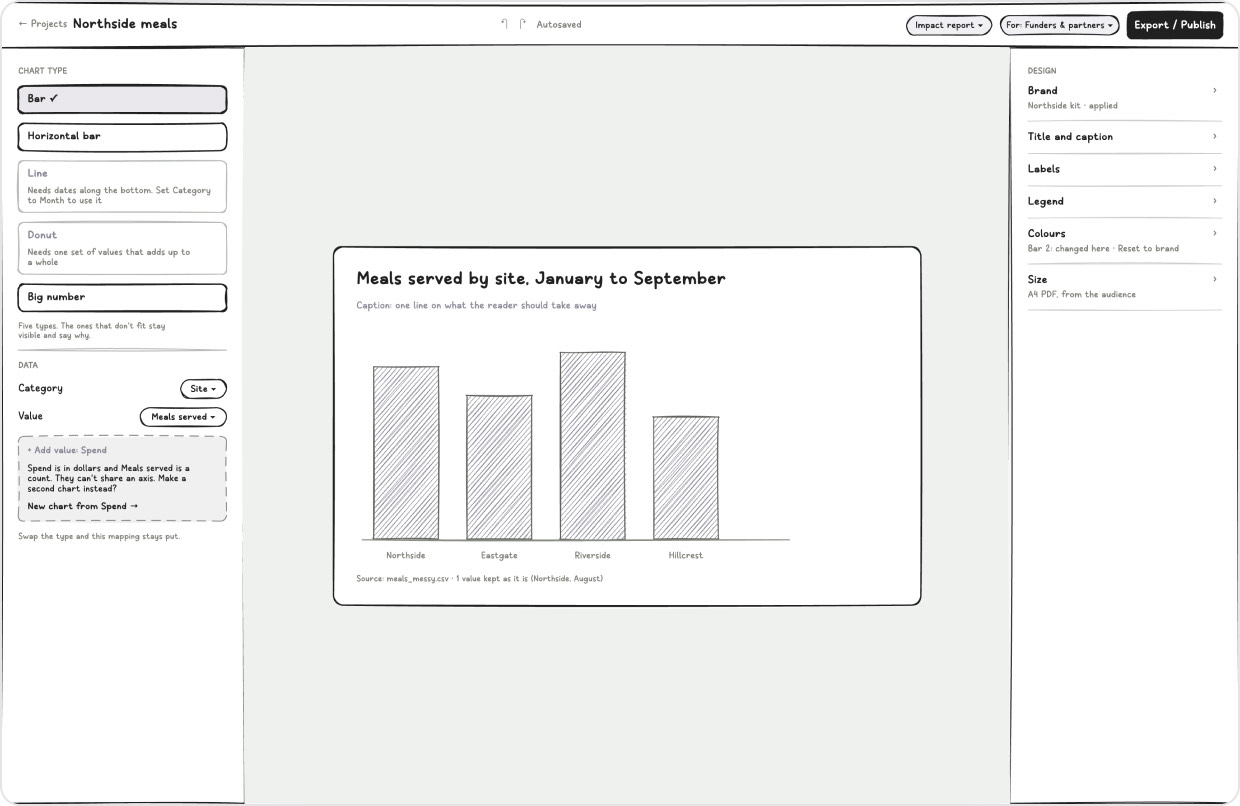 ← Projects Northside meals
Autosaved
Impact report
For: Funders & partners
Export / Publish
CHART TYPE
Bar ✓
Horizontal bar
Line
Needs dates along the bottom. Set Category
to Month to use it
Donut
Needs one set of values that adds up to
a whole
Big number
Five types. The ones that don't fit stay
visible and say why.
DATA
Category
Site
Value
Meals served
+ Add value: Spend
Spend is in dollars and Meals served is a
count. They can't share an axis. Make a
second chart instead?
New chart from Spend →
Swap the type and this mapping stays put.
Meals served by site, January to September
Caption: one line on what the reader should take away
Northside
Eastgate
Riverside
Hillcrest
Source: meals_messy.csv · 1 value kept as it is (Northside, August)
DESIGN
Brand
Northside kit · applied
Title and caption
Labels
Legend
Colours
Bar 2: changed here · Reset to brand
Size
A4 PDF, from the audience